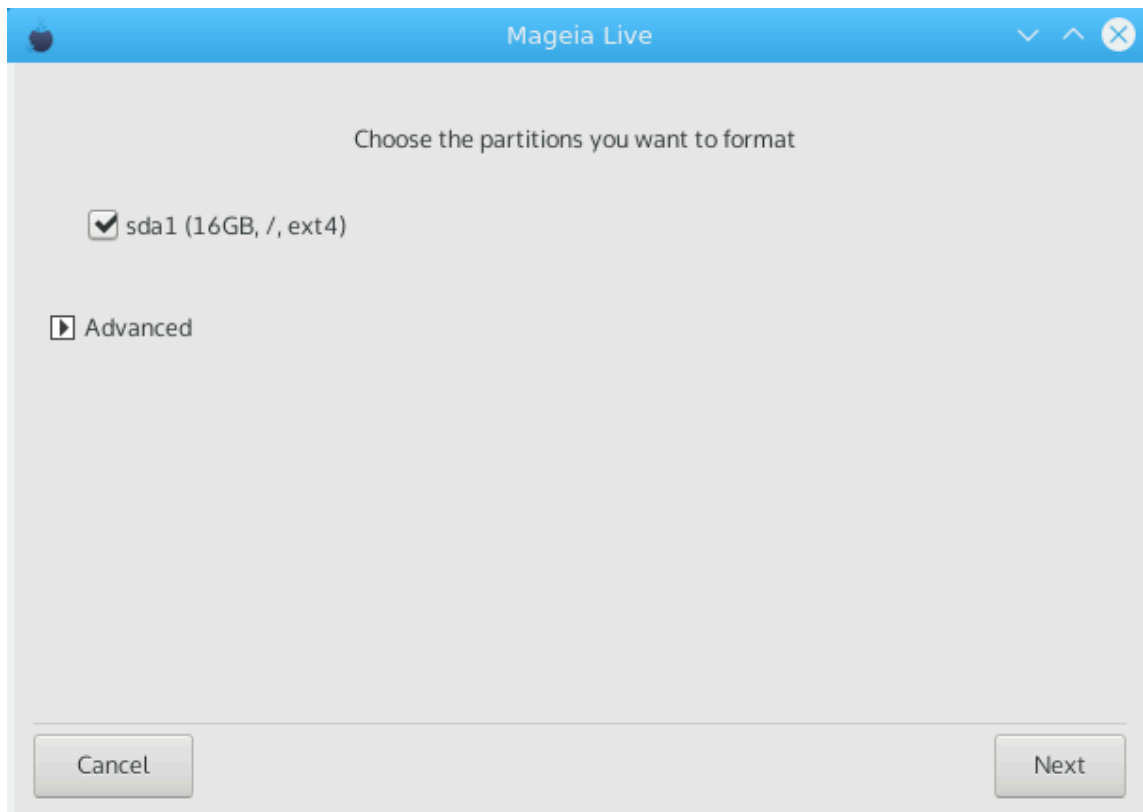 Mageia Live
Choose the partitions you want to format
sda1 (16GB, /, ext4)
Advanced
Cancel
Next